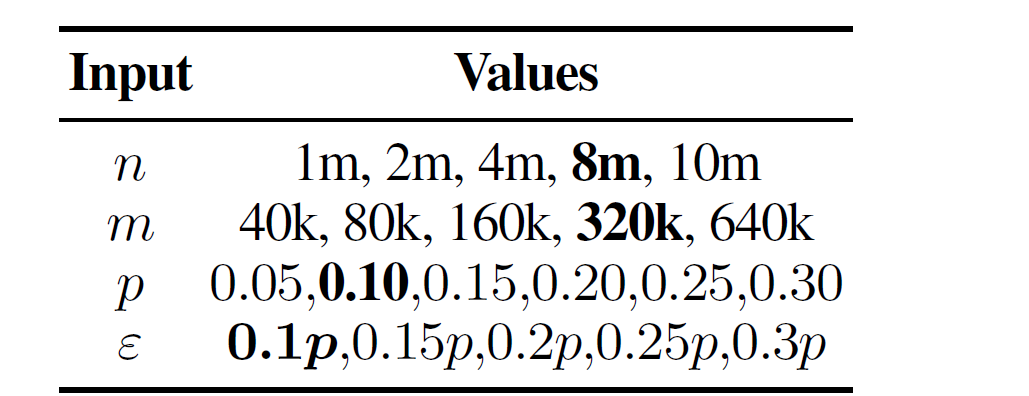 Input Values
n 1m, 2m, 4m, 8m, 10m
m 40k, 80k, 160k, 320k, 640k
p 0.05,0.10,0.15,0.20,0.25,0.30
ε 0.1p,0.15p,0.2p,0.25p,0.3p